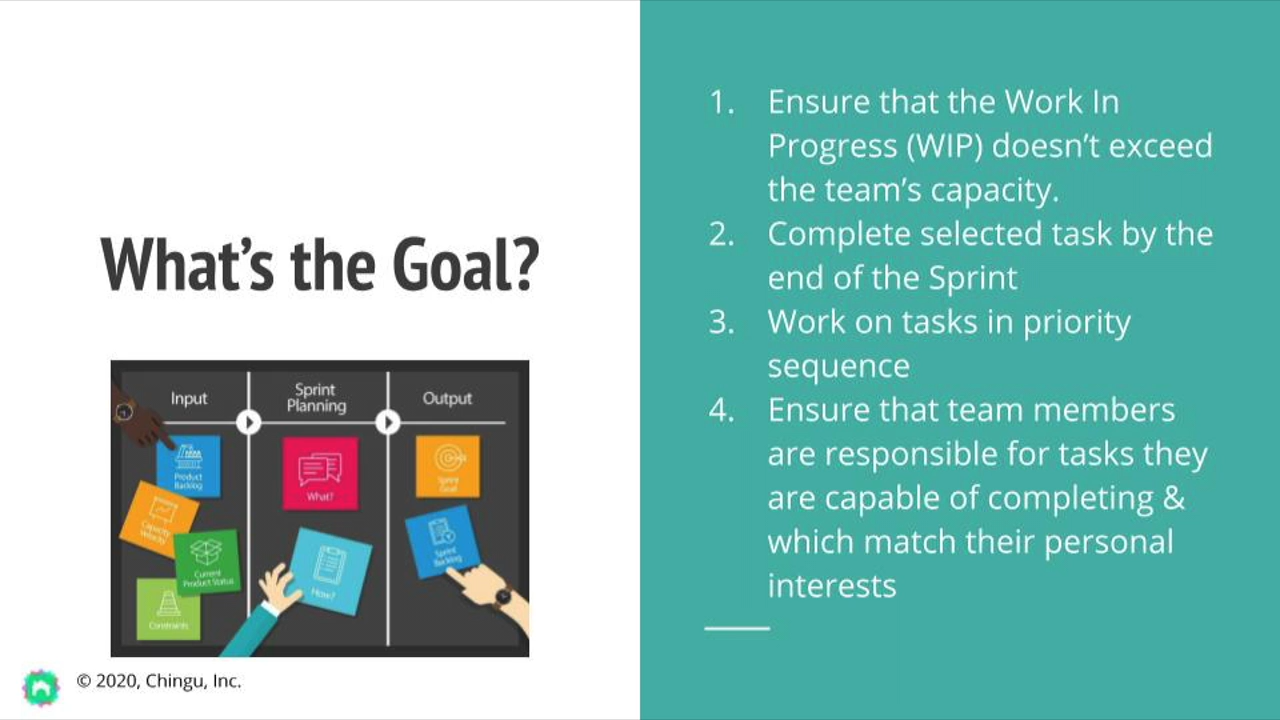 What's the Goal?
Input
Sprint
Planning
Output
Product
Backlog
Capacity
Velocity
Current
Product Status
Constraints
What?
How?
Sprint
Goal
Sprint
Backlog
© 2020, Chingu, Inc.
1. Ensure that the Work In
Progress (WIP) doesn't exceed
the team's capacity.
2. Complete selected task by the
end of the Sprint
3. Work on tasks in priority
sequence
4. Ensure that team members
are responsible for tasks they
are capable of completing &
which match their personal
interests